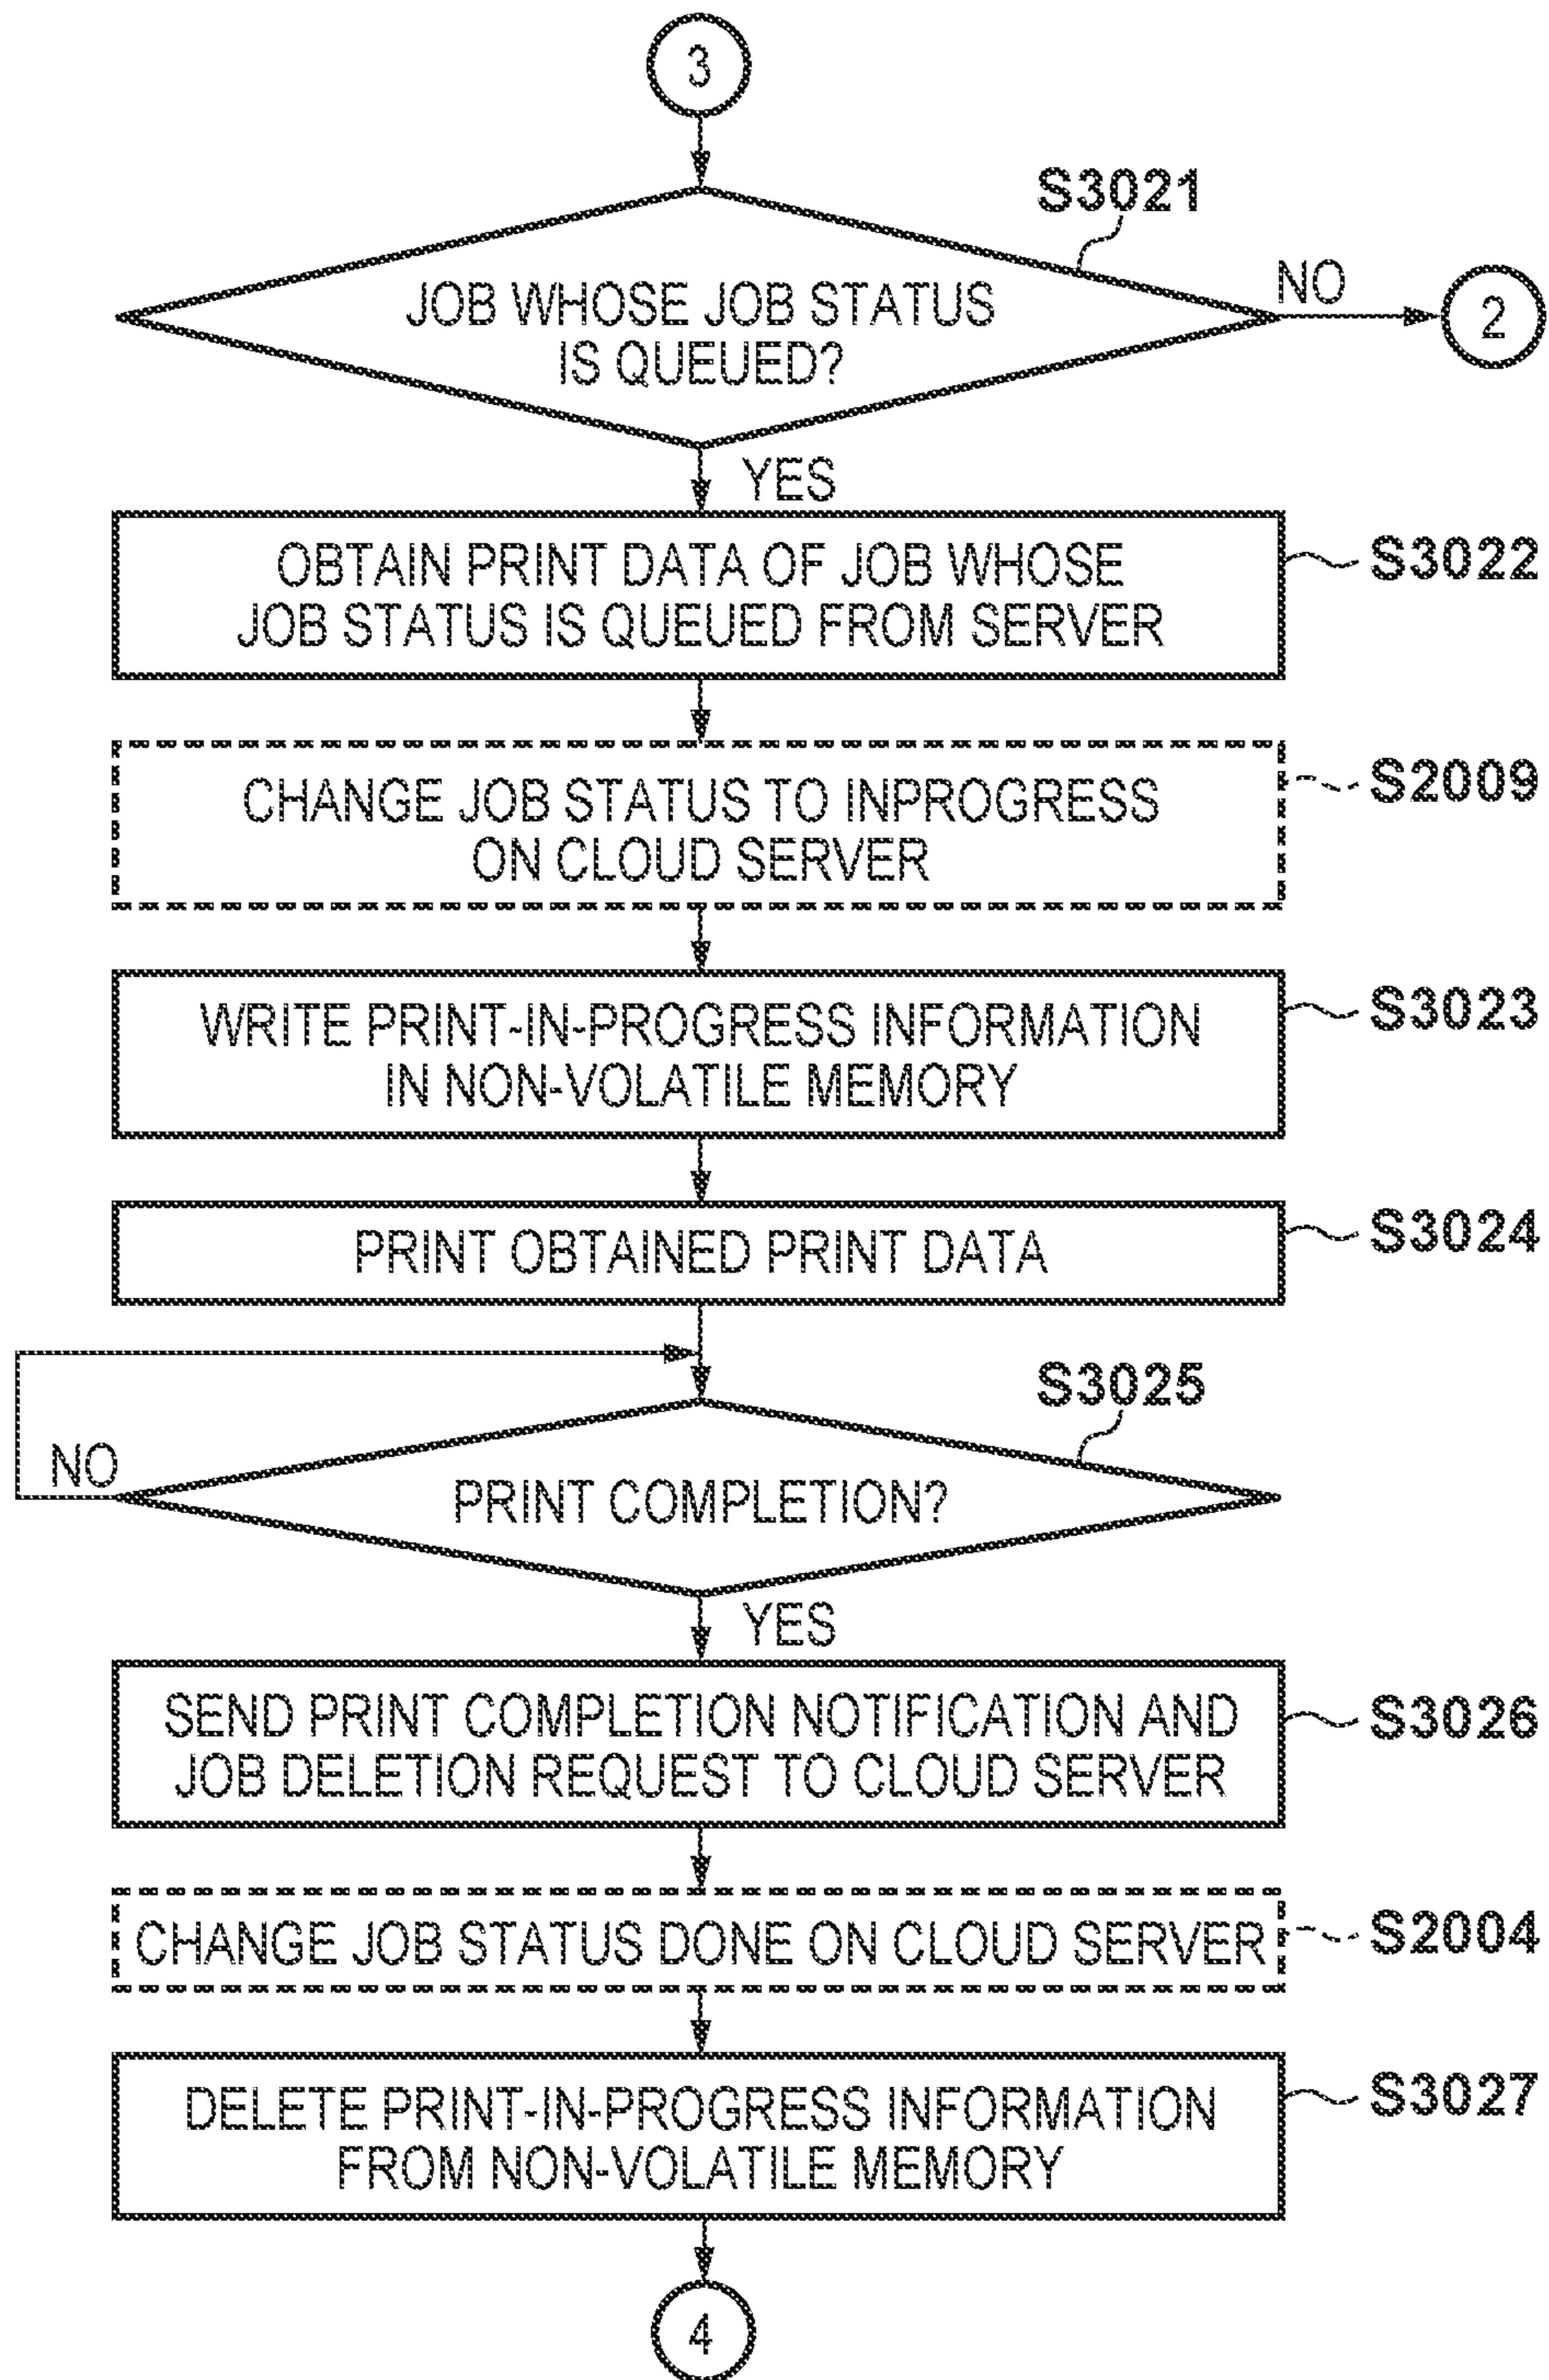 3
S3021
JOB WHOSE JOB STATUS
IS QUEUED?
NO
2
YES
OBTAIN PRINT DATA OF JOB WHOSE
JOB STATUS IS QUEUED FROM SERVER
S3022
CHANGE JOB STATUS TO INPROGRESS
ON CLOUD SERVER
S2009
WRITE PRINT-IN-PROGRESS INFORMATION
IN NON-VOLATILE MEMORY
S3023
PRINT OBTAINED PRINT DATA
S3024
S3025
NO
PRINT COMPLETION?
YES
SEND PRINT COMPLETION NOTIFICATION AND
JOB DELETION REQUEST TO CLOUD SERVER
S3026
CHANGE JOB STATUS DONE ON CLOUD SERVER
S2004
DELETE PRINT-IN-PROGRESS INFORMATION
FROM NON-VOLATILE MEMORY
S3027
4